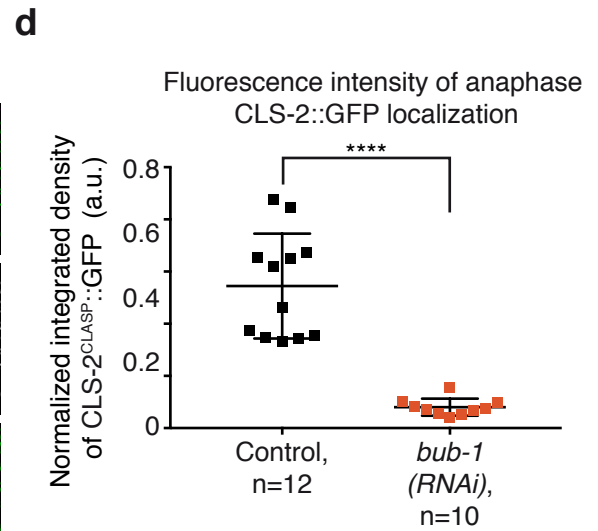 d
Fluorescence intensity of anaphase
CLS-2::GFP localization
Normalized integrated density
of CLS-2CLASP::GFP (a.u.)
****
0.8
0.6
0.4
0.2
0
Control,
n=12
bub-1
(RNAi),
n=10